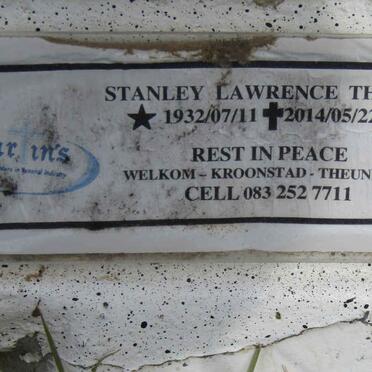 STANLEY LAWRENCE TH
1932/07/11 2014/05/22
REST IN PEACE
WELKOM - KROONSTAD - THEUN
CELL 083 252 7711